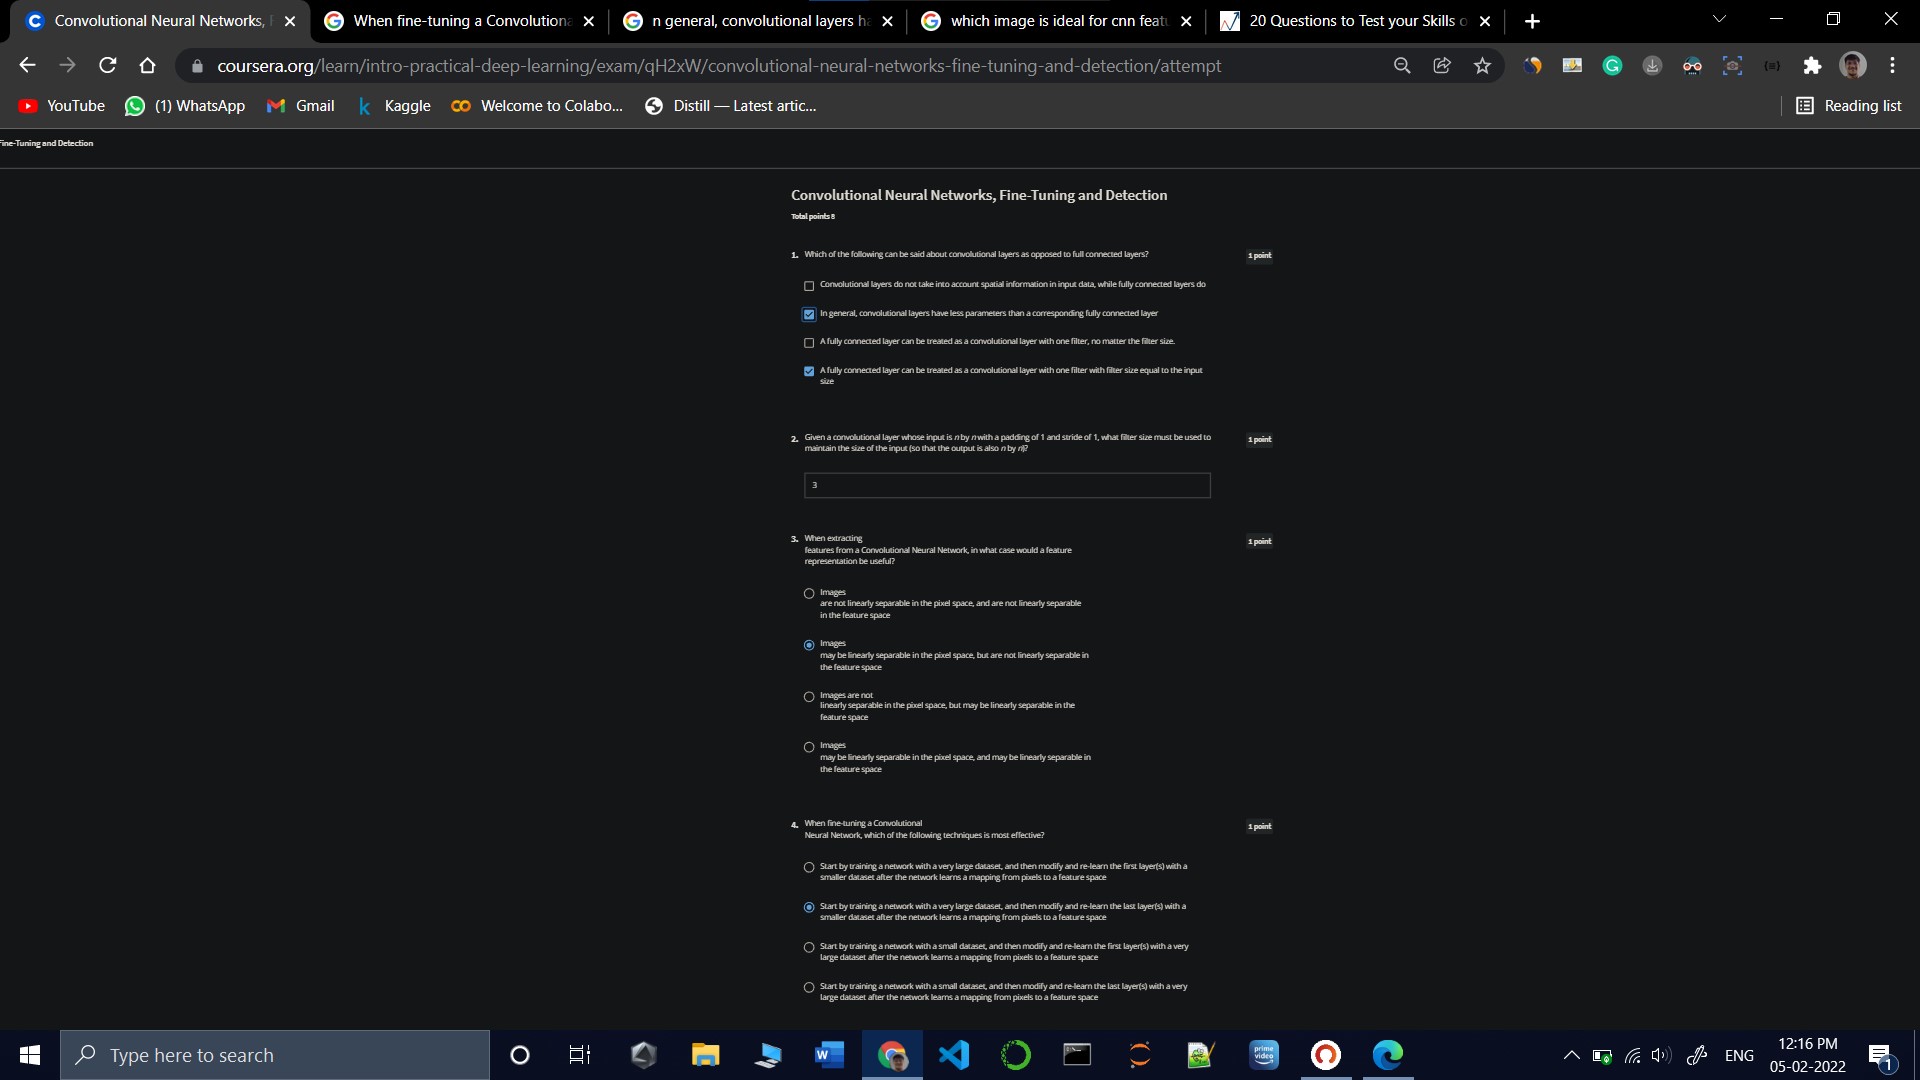 Convolutional Neural Networks, F
When fine-tuning a Convolutiona
n general, convolutional layers ha
which image is ideal for cnn featu
20 Questions to Test your Skills o
coursera.org/learn/intro-practical-deep-learning/exam/qH2xW/convolutional-neural-networks-fine-tuning-and-detection/attempt
YouTube
(1) WhatsApp
Gmail
Kaggle
Welcome to Colabo...
Distill — Latest artic...
Reading list
Fine-Tuning and Detection
Convolutional Neural Networks, Fine-Tuning and Detection
Total points 8
1. Which of the following can be said about convolutional layers as opposed to full connected layers?
1 point
Convolutional layers do not take into account spatial information in input data, while fully connected layers do
In general, convolutional layers have less parameters than a corresponding fully connected layer
A fully connected layer can be treated as a convolutional layer with one filter, no matter the filter size.
A fully connected layer can be treated as a convolutional layer with one filter with filter size equal to the input
size
2. Given a convolutional layer whose input is n by n with a padding of 1 and stride of 1, what filter size must be used to
1 point
maintain the size of the input (so that the output is also n by n)?
3
3. When extracting
1 point
features from a Convolutional Neural Network, in what case would a feature
representation be useful?
Images
are not linearly separable in the pixel space, and are not linearly separable
in the feature space
Images
may be linearly separable in the pixel space, but are not linearly separable in
the feature space
Images are not
linearly separable in the pixel space, but may be linearly separable in the
feature space
Images
may be linearly separable in the pixel space, and may be linearly separable in
the feature space
4. When fine-tuning a Convolutional
1 point
Neural Network, which of the following techniques is most effective?
Start by training a network with a very large dataset, and then modify and re-learn the first layer(s) with a
smaller dataset after the network learns a mapping from pixels to a feature space
Start by training a network with a very large dataset, and then modify and re-learn the last layer(s) with a
smaller dataset after the network learns a mapping from pixels to a feature space
Start by training a network with a small dataset, and then modify and re-learn the first layer(s) with a very
large dataset after the network learns a mapping from pixels to a feature space
Start by training a network with a small dataset, and then modify and re-learn the last layer(s) with a very
large dataset after the network learns a mapping from pixels to a feature space
Type here to search
prime
video
ENG
12:16 PM
05-02-2022
1